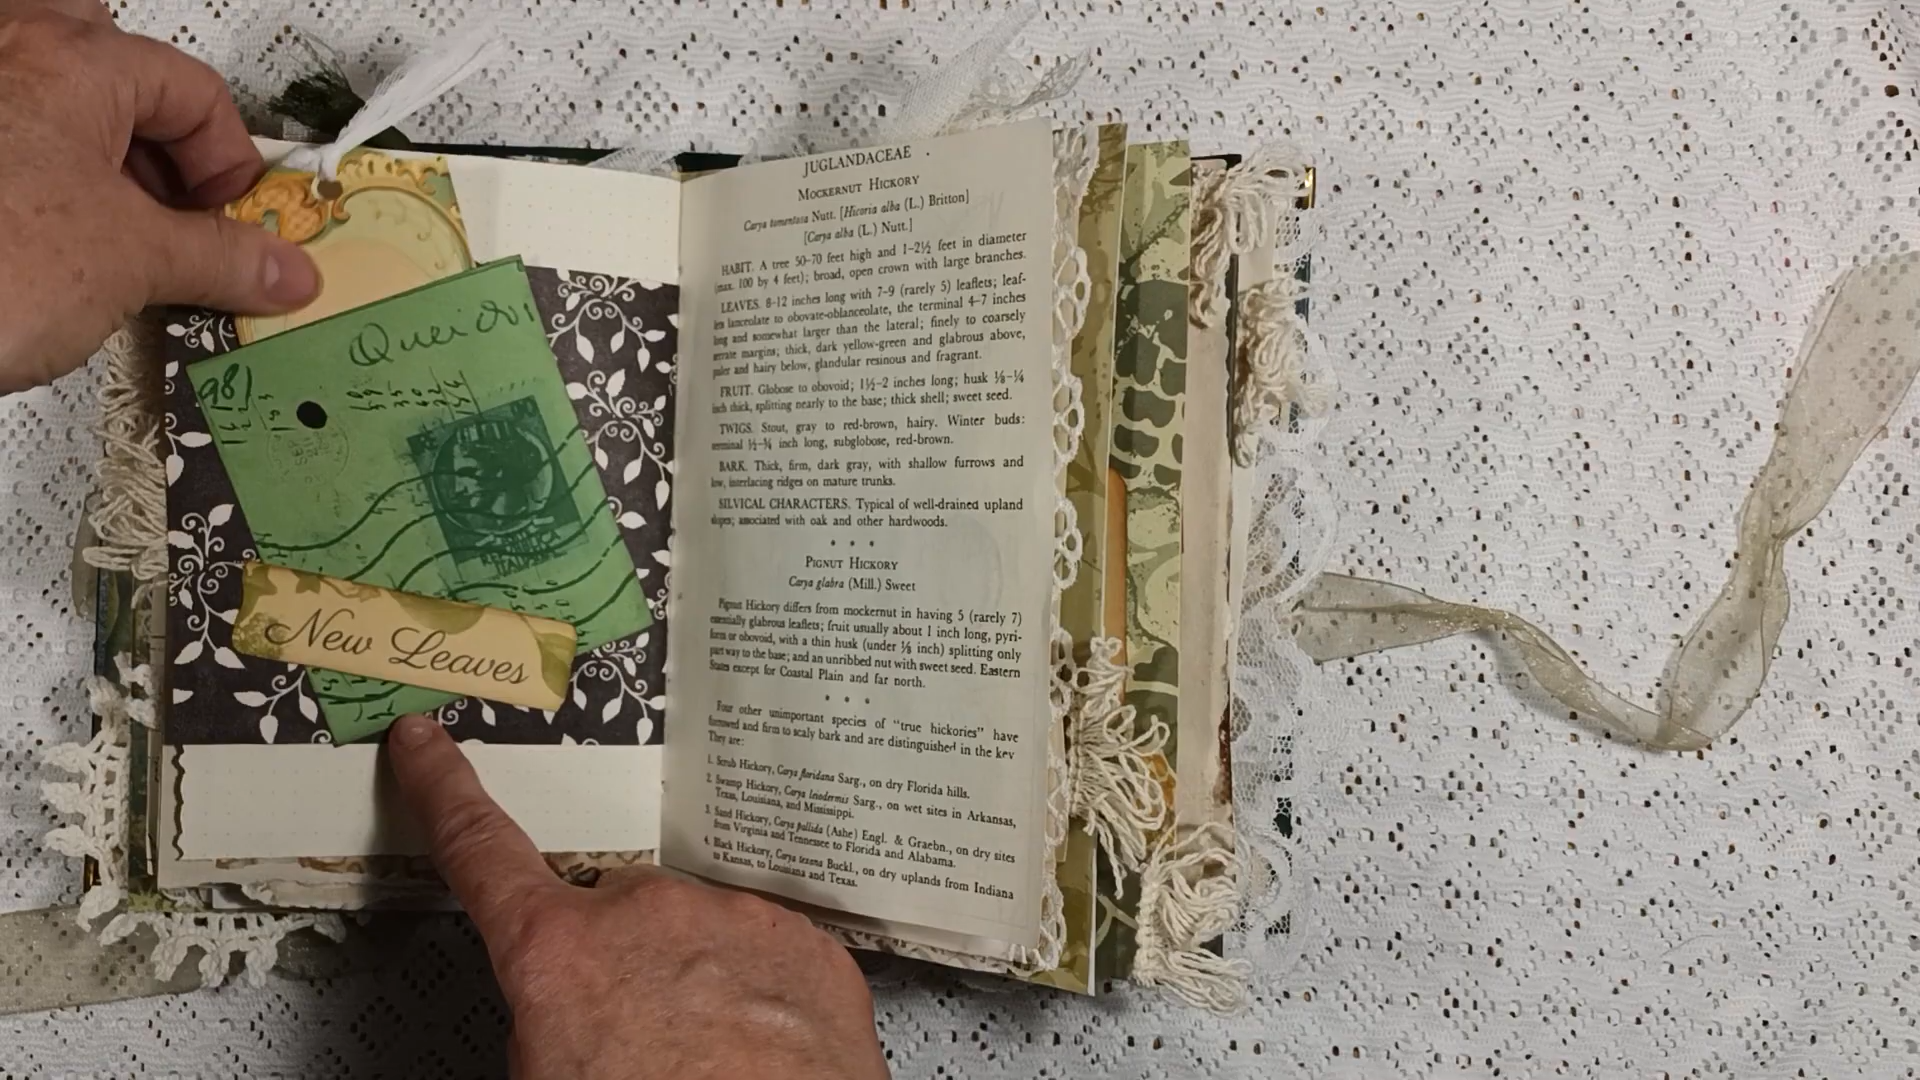 Quei
98
New Leaves
JUGLANDACEAE
MOCKERNUT HICKORY
Carya tomentosa Nutt. [Hicoria alba (L.) Britton]
[Carya alba (L.) Nutt.]
HABIT. A tree 50-70 feet high and 1-2½ feet in diameter
(max. 100 by 4 feet); broad, open crown with large branches.
LEAVES. 8-12 inches long with 7-9 (rarely 5) leaflets; leaf-
lets lanceolate to obovate-oblanceolate, the terminal 4-7 inches
long and somewhat larger than the lateral; finely to coarsely
serrate margins; thick, dark yellow-green and glabrous above,
paler and hairy below, glandular resinous and fragrant.
FRUIT. Globose to obovoid; 1½-2 inches long; husk ⅛-¼
inch thick, splitting nearly to the base; thick shell; sweet seed.
TWIGS. Stout, gray to red-brown, hairy. Winter buds:
terminal ½-¾ inch long, subglobose, red-brown.
BARK. Thick, firm, dark gray, with shallow furrows and
low, interlacing ridges on mature trunks.
SILVICAL CHARACTERS. Typical of well-drained upland
slopes; associated with oak and other hardwoods.
* * *
PIGNUT HICKORY
Carya glabra (Mill.) Sweet
Pignut Hickory differs from mockernut in having 5 (rarely 7)
essentially glabrous leaflets; fruit usually about 1 inch long, pyri-
form or obovoid, with a thin husk (under ⅛ inch) splitting only
part way to the base; and an unribbed nut with sweet seed. Eastern
States except for Coastal Plain and far north.
* * *
Four other unimportant species of "true hickories" have
furrowed and firm to scaly bark and are distinguished in the key
They are:
1. Scrub Hickory, Carya floridana Sarg., on dry Florida hills.
2. Swamp Hickory, Carya leiodermis Sarg., on wet sites in Arkansas,
Texas, Louisiana, and Mississippi.
3. Sand Hickory, Carya pallida (Ashe) Engl. & Graebn., on dry sites
from Virginia and Tennessee to Florida and Alabama.
4. Black Hickory, Carya texana Buckl., on dry uplands from Indiana
to Kansas, to Louisiana and Texas.